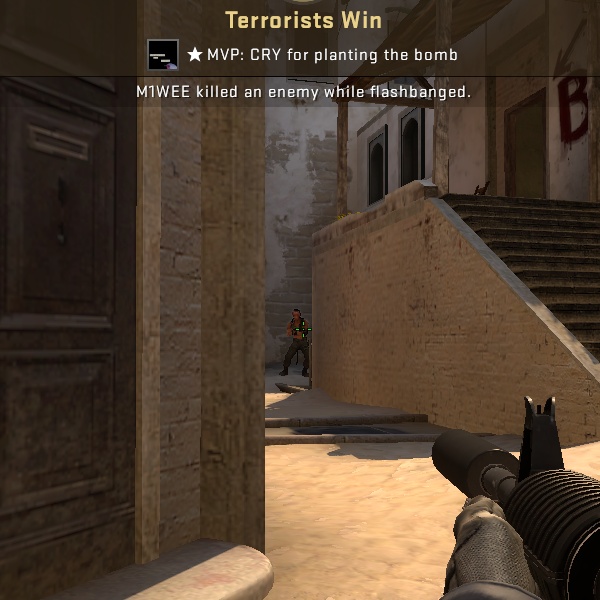 Terrorists Win
★ MVP: CRY for planting the bomb
M1WEE killed an enemy while flashbanged.
B